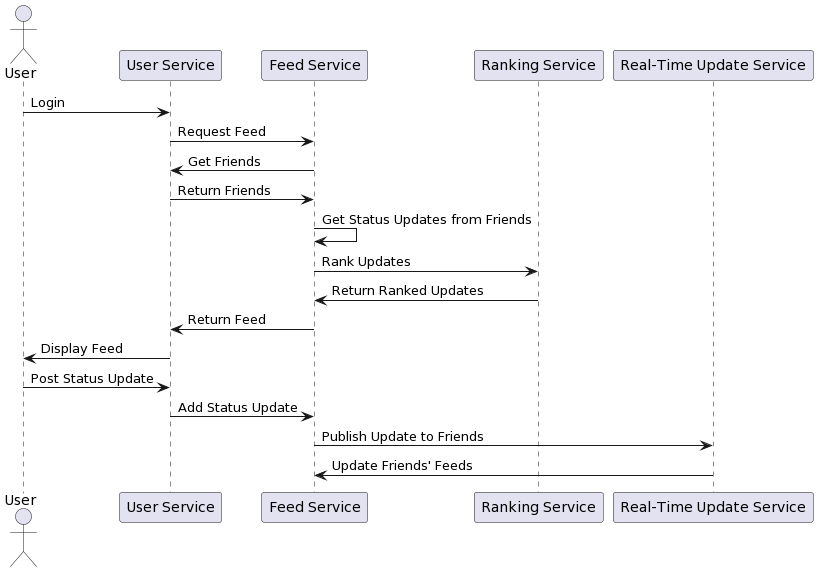 User
User Service
Feed Service
Ranking Service
Real-Time Update Service
Login
Request Feed
Get Friends
Return Friends
Get Status Updates from Friends
Rank Updates
Return Ranked Updates
Return Feed
Display Feed
Post Status Update
Add Status Update
Publish Update to Friends
Update Friends' Feeds
User
User Service
Feed Service
Ranking Service
Real-Time Update Service